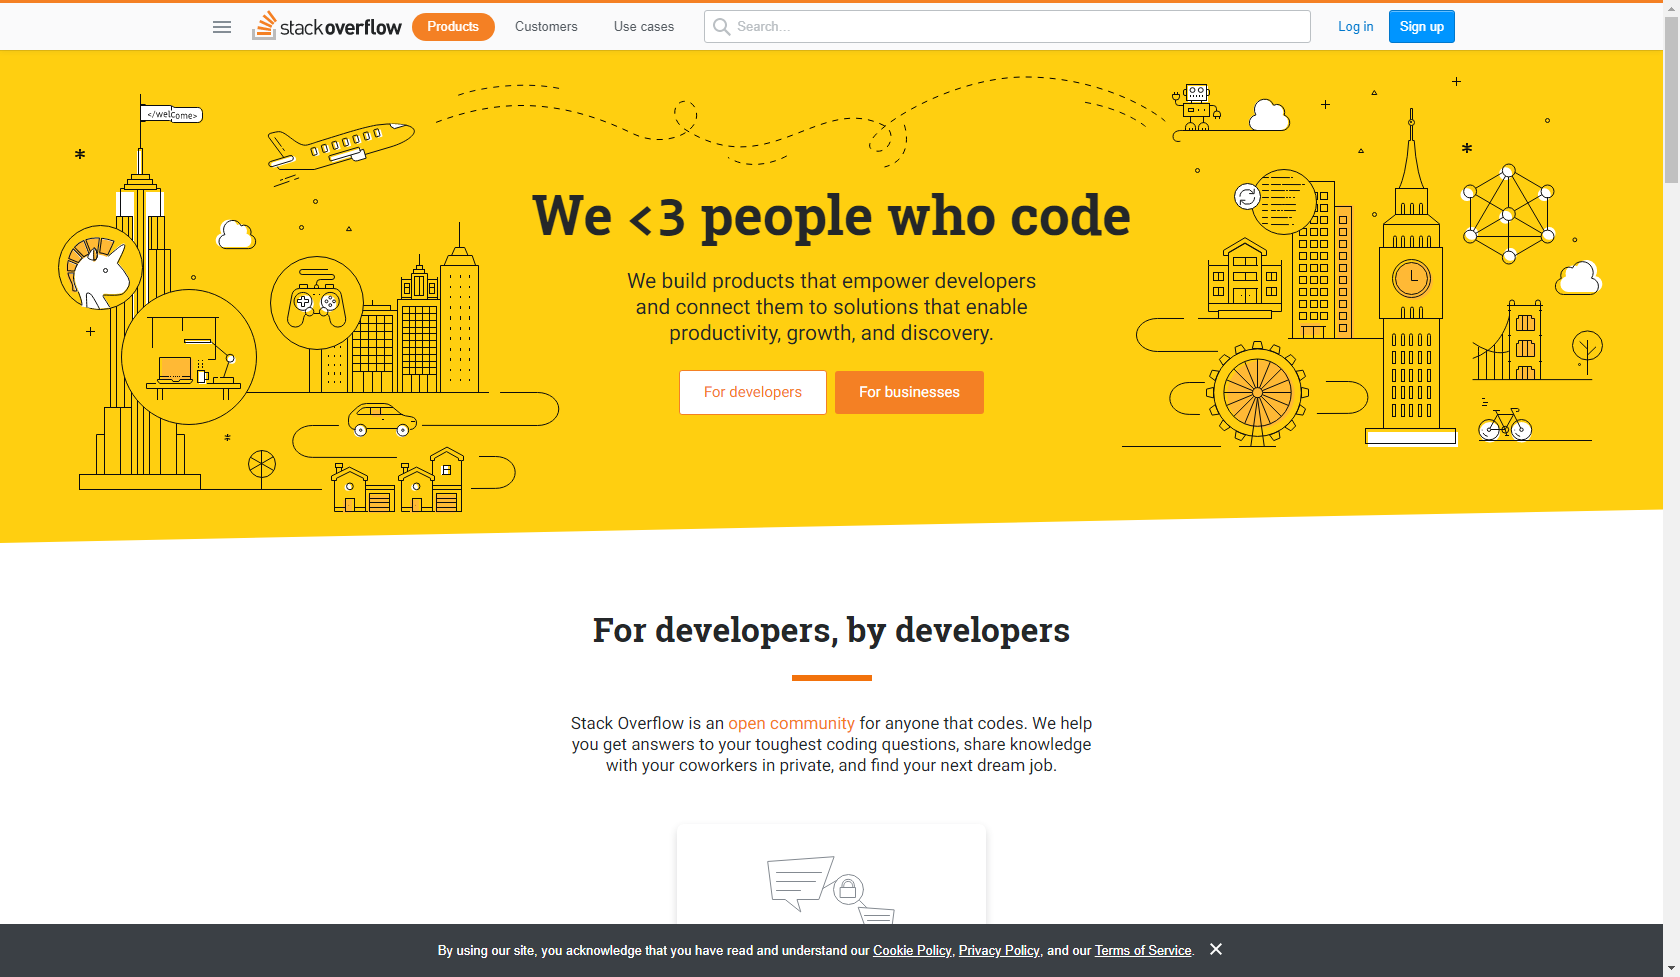 stackoverflow Products Customers Use cases Search... Log in Sign up
</welcome>
We <3 people who code
We build products that empower developers
and connect them to solutions that enable
productivity, growth, and discovery.
For developers For businesses
For developers, by developers
Stack Overflow is an open community for anyone that codes. We help
you get answers to your toughest coding questions, share knowledge
with your coworkers in private, and find your next dream job.
By using our site, you acknowledge that you have read and understand our Cookie Policy, Privacy Policy, and our Terms of Service.